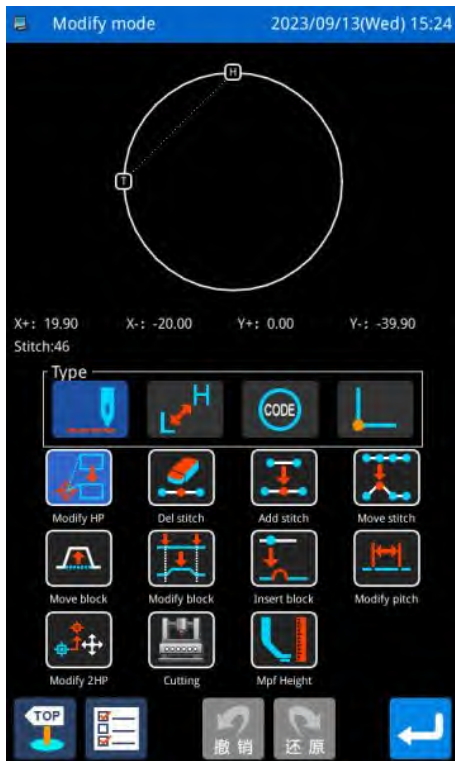 Modify mode 2023/09/13(Wed) 15:24
H
T
X+: 19.90 X-: -20.00 Y+: 0.00 Y-: -39.90
Stitch:46
Type
L H CODE
Modify HP Del stitch Add stitch Move stitch
Move block Modify block Insert block Modify pitch
Modify 2HP Cutting Mpf Height
TOP 撤销 还原